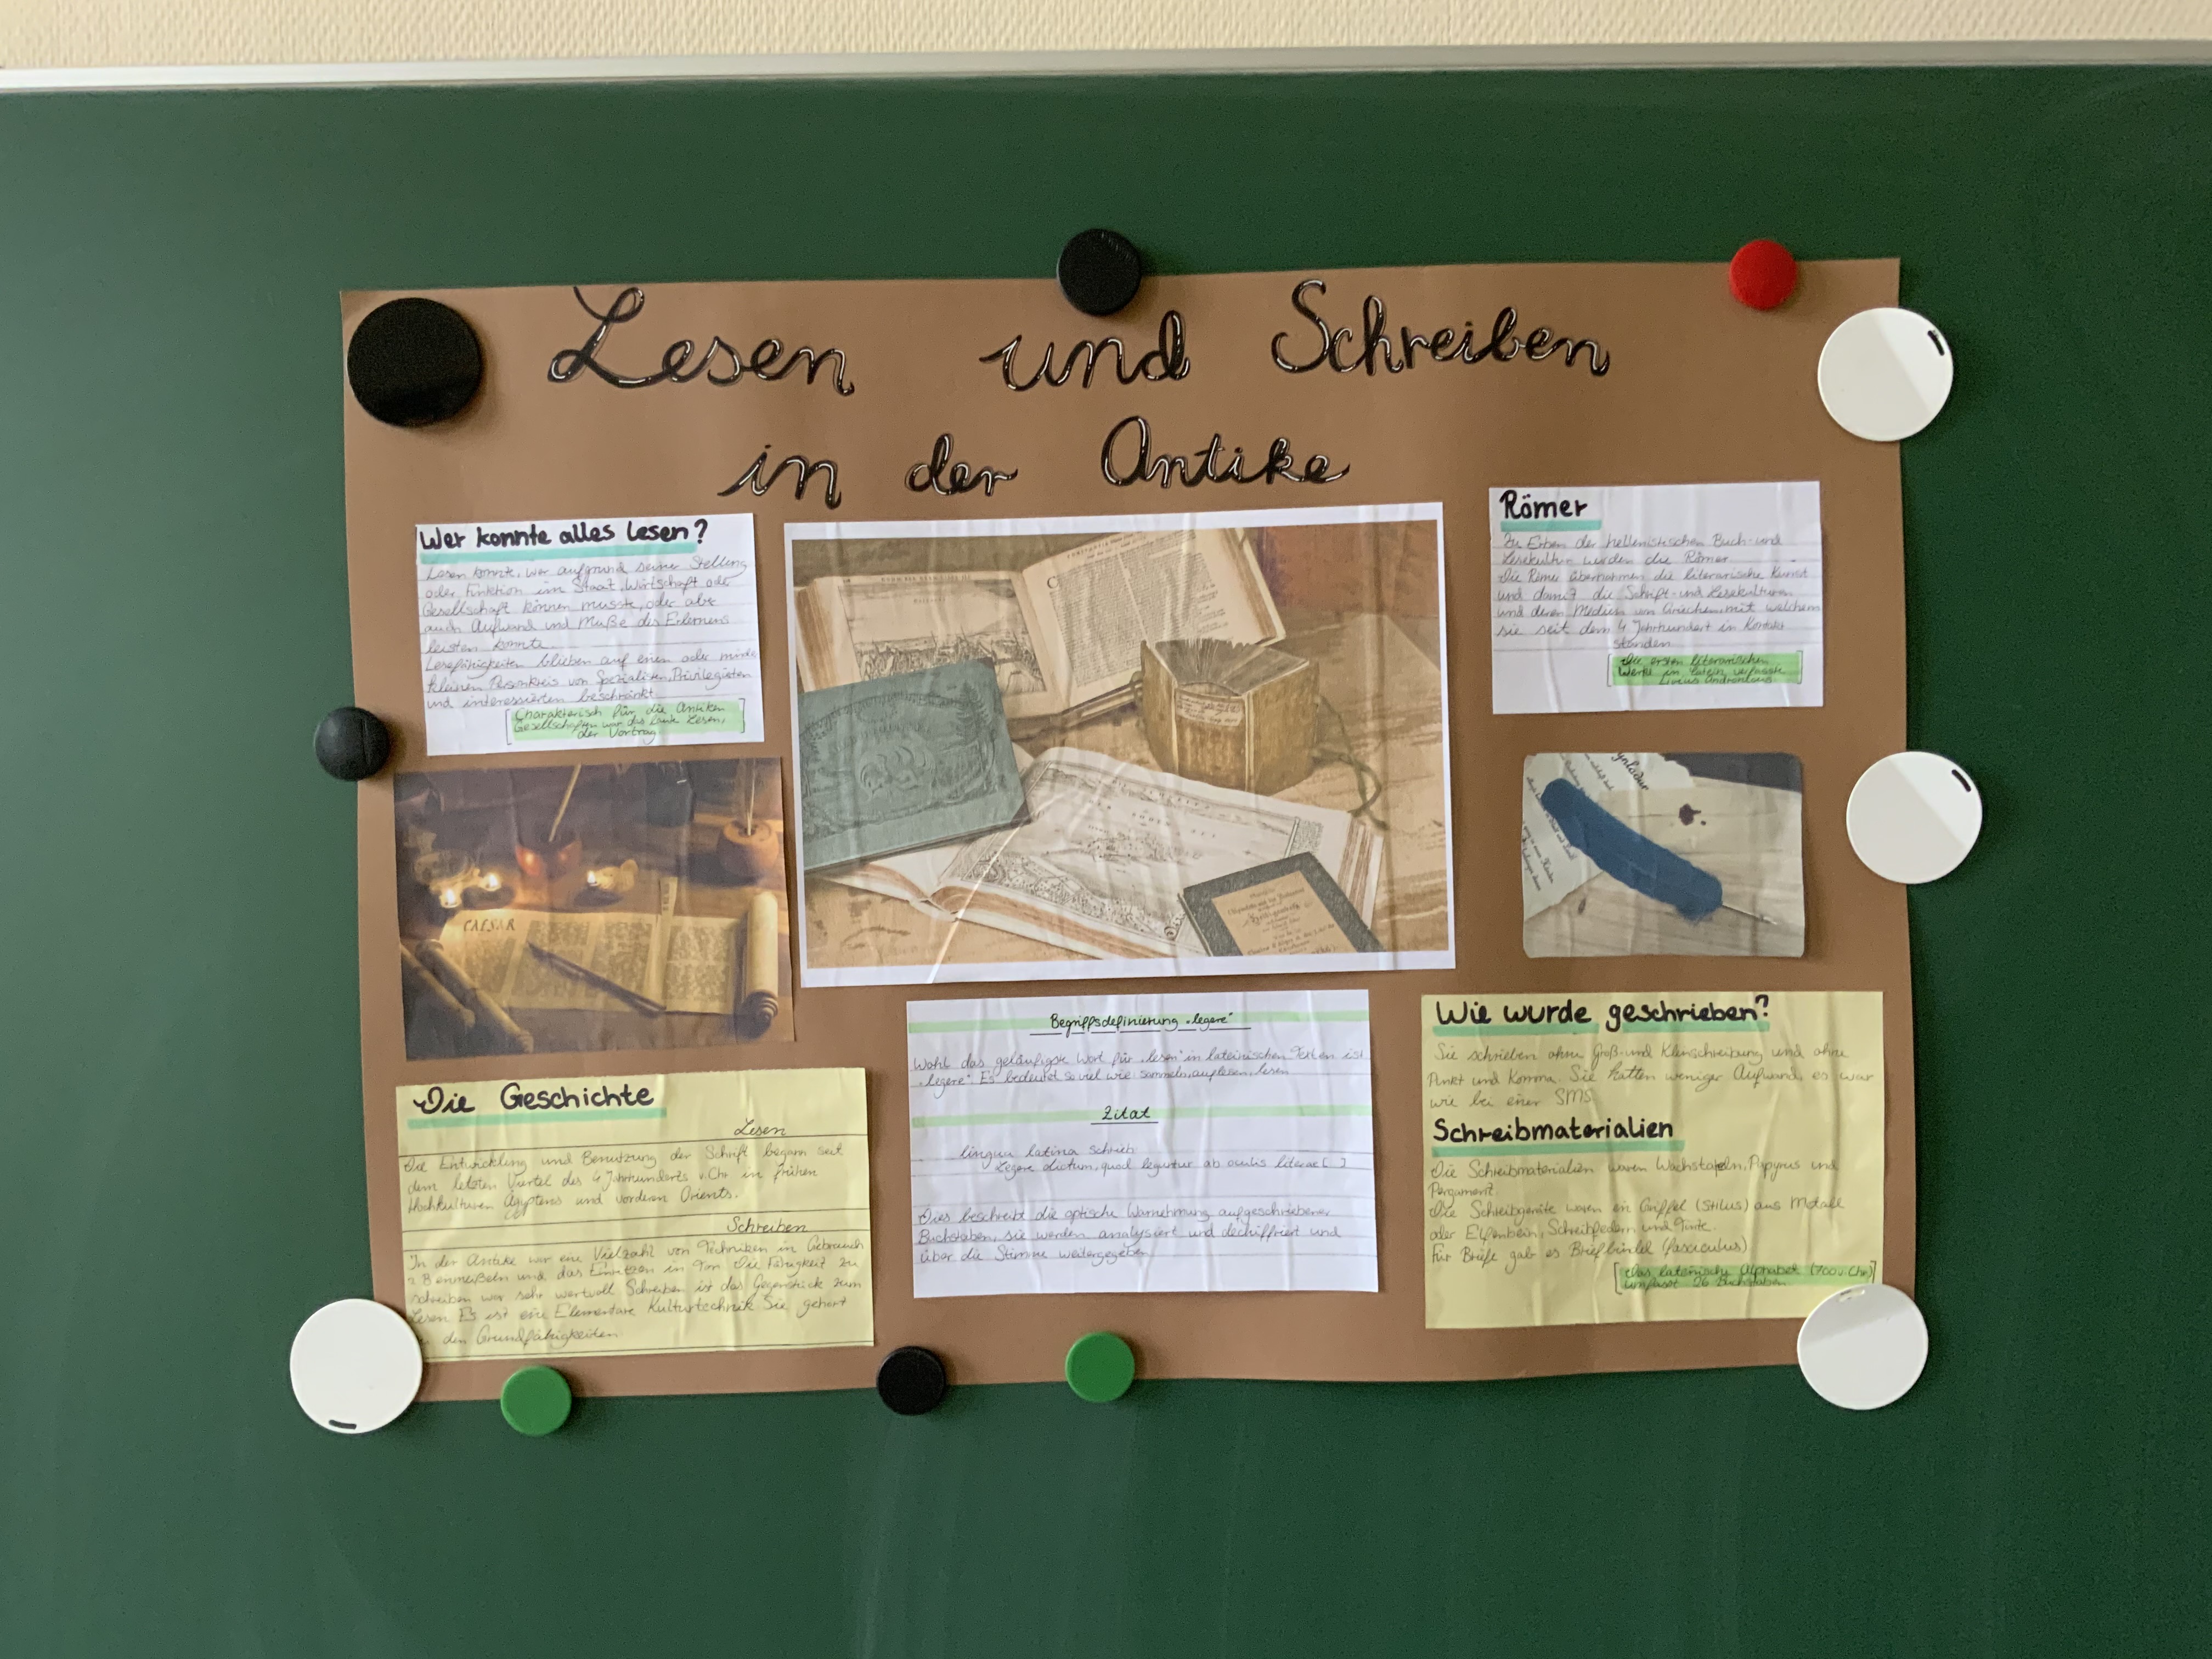 Lesen und Schreiben
in der Antike
Wer konnte alles lesen?
Lesen konnte, wer aufgrund seiner Stellung
oder Funktion im Staat, Wirtschaft oder
Gesellschaft können musste, oder aber
auch Aufwand und Muße des Erlernens
leisten konnte.
Lesefähigkeiten blieben auf einen oder minder
kleinen Personkreis von Spezialisten, Privilegisten
und interessierten beschränkt
[Charakterisch für die Antiken
Gesellschaften war das laute Lesen,
der Vortrag]
Römer
Zu Erben der hellenistischen Buch- und
Lesekultur wurden die Römer.
Die Römer übernahmen die literarische Kunst
und damit die Schrift- und Lesekulturen
und deren Medien von Griechen, mit welchem
sie seit dem 4 Jahrhundert in Kontakt
standen
[Die ersten literarischen
Werke in latein verfasste
Livius Andronicus]
CAESAR
Die Geschichte
Lesen
Die Entwicklung und Benutzung der Schrift began seit
dem letzten Viertel des 4 Jahrhunderts v. Chr in frühen
Hochkulturen Ägyptens und vordern Orients.
Schreiben
In der Antike war eine Vielzahl von Techniken in Gebrauch
z B enmeißeln und das Einritzen in Ton Die Fähigkeit zu
schreiben war sehr wertvoll Schreiben ist das Gegenstück zum
Lesen Es ist eine Elementare Kulturtechnik Sie gehört
den Grundfähigkeiten
Begriffsdefinierung „legere"
Wohl das geläufigste Wort für „lesen" in lateinischen Texten ist
„legere" Es bedeutet so viel wie sammeln, auflesen, lesen
Zitat
lingua latina schrieb
Legere dictum, quod leguntur ab oculis literae [ ]
Dies beschreibt die optische Warnehmung aufgeschriebener
Buchstaben, sie werden analysiert und dechiffriert und
über die Stimme weitergegeben
Wie wurde geschrieben?
Sie schrieben ohne Groß- und Kleinschreibung und ohne
Punkt und Komma. Sie hatten weniger Aufwand, es war
wie bei einer SMS
Schreibmaterialien
Die Schreibmaterialien waren Wachstafeln, Papyrus und
Pergament.
Die Schreibgeräte waren ein Griffel (Stilus) aus Metall
oder Elfenbein, Schreibfedern und Tinte.
Für Briefe gab es Briefbündel (fasciculus)
[das lateinische Alphabet (700 v. Chr)
umfasst 26 Buchstaben]